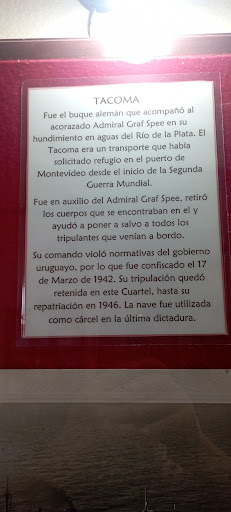 TACOMA
Fue el buque alemán que acompañó al
acorazado Admiral Graf Spee en su
hundimiento en aguas del Río de la Plata. El
Tacoma era un transporte que había
solicitado refugio en el puerto de
Montevideo desde el inicio de la Segunda
Guerra Mundial.
Fue en auxilio del Admiral Graf Spee, retiró
los cuerpos que se encontraban en el y
ayudó a poner a salvo a todos los
tripulantes que venían a bordo.
Su comando violó normativas del gobierno
uruguayo, por lo que fue confiscado el 17
de Marzo de 1942. Su tripulación quedó
retenida en este Cuartel, hasta su
repatriación en 1946. La nave fue utilizada
como cárcel en la última dictadura.